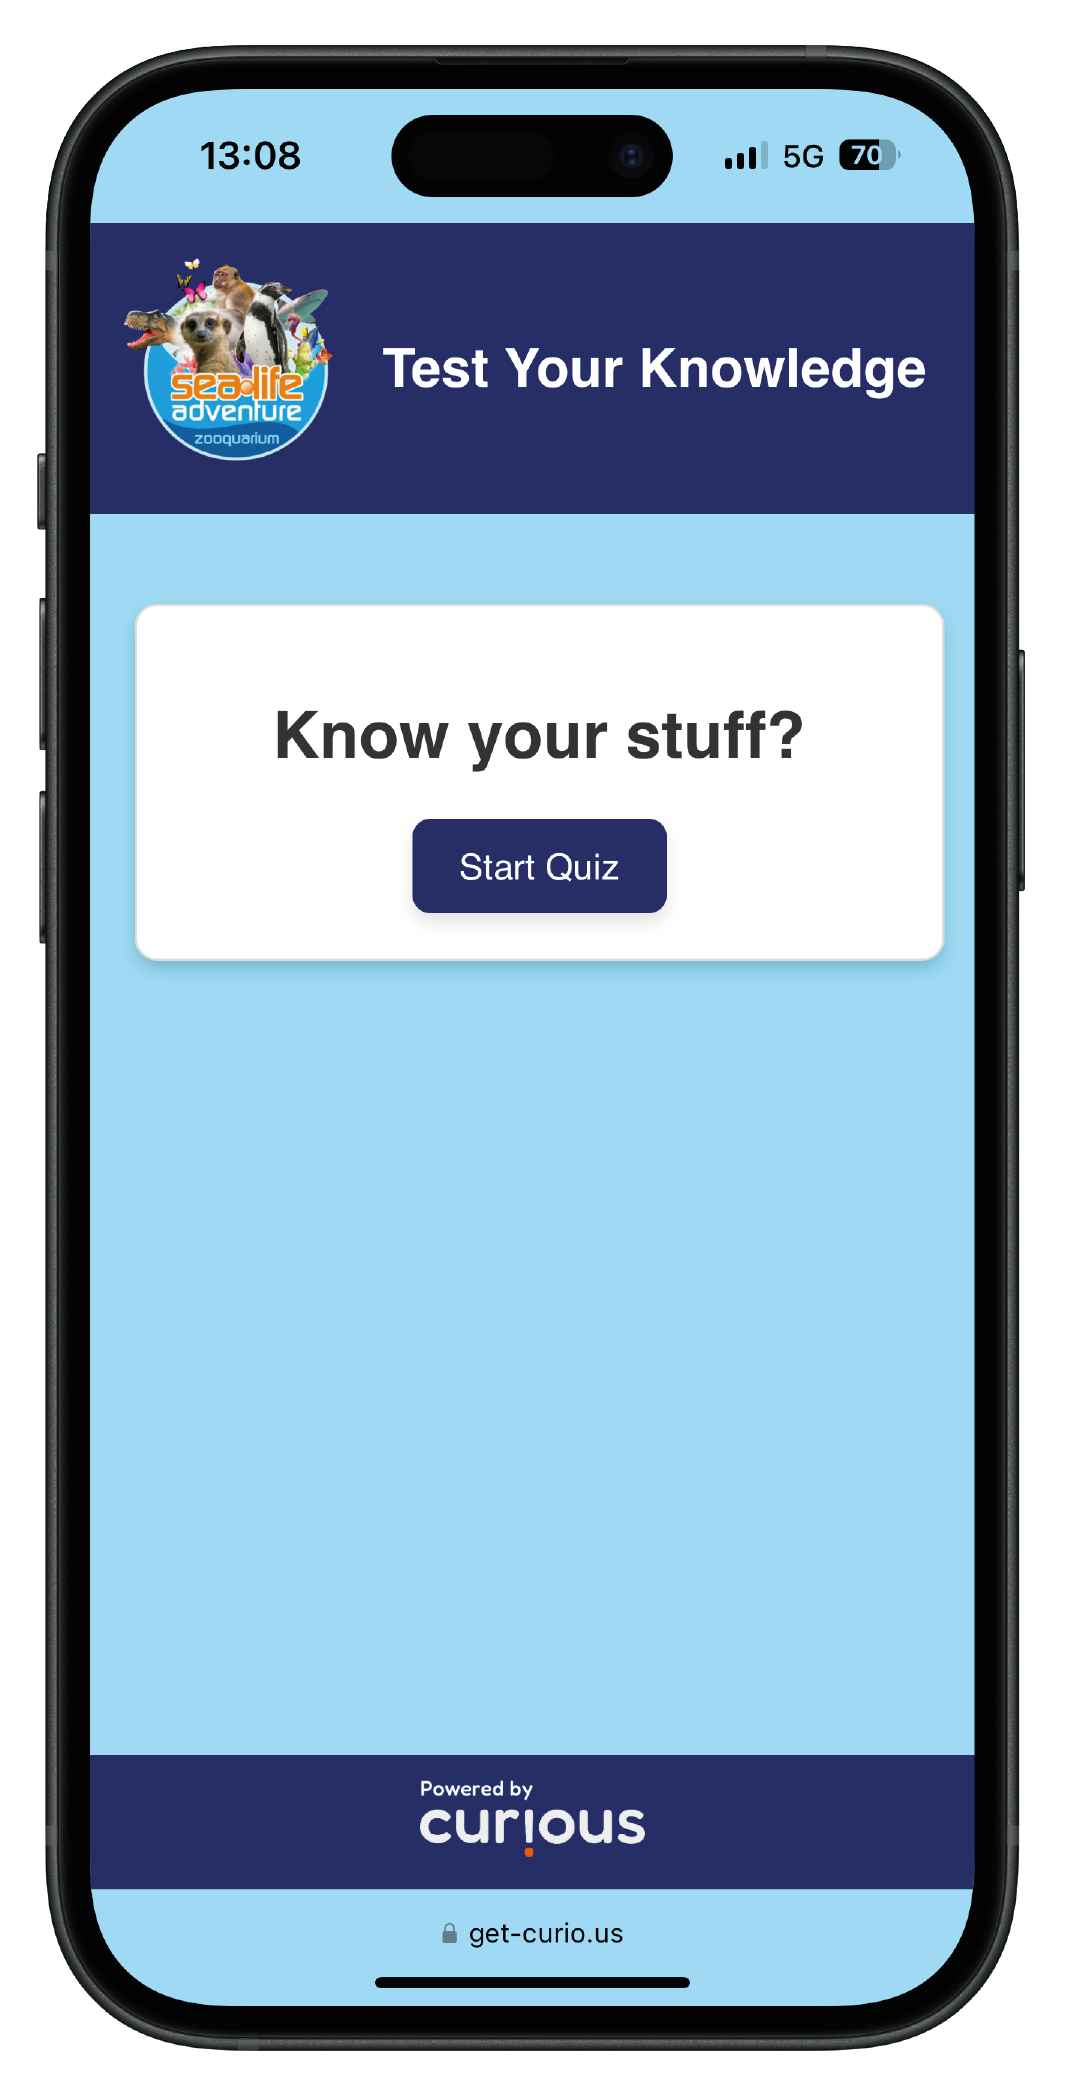 13:08
5G
70
sea life
adventure
zooquarium
Test Your Knowledge
Know your stuff?
Start Quiz
Powered by
curious
get-curio.us